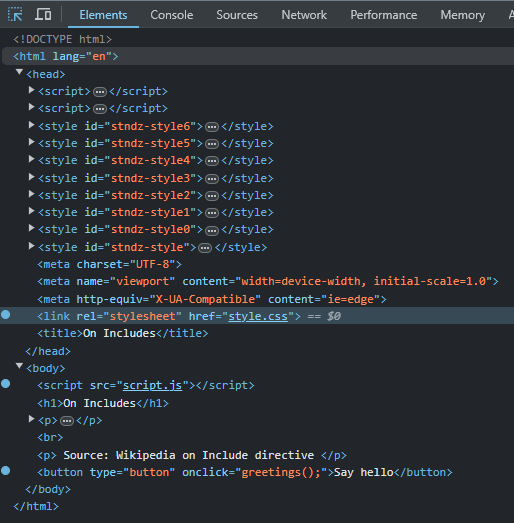 Elements Console Sources Network Performance Memory
<!DOCTYPE html>
<html lang="en">
<head>
<script>…</script>
<script>…</script>
<style id="stndz-style6">…</style>
<style id="stndz-style5">…</style>
<style id="stndz-style4">…</style>
<style id="stndz-style3">…</style>
<style id="stndz-style2">…</style>
<style id="stndz-style1">…</style>
<style id="stndz-style0">…</style>
<style id="stndz-style">…</style>
<meta charset="UTF-8">
<meta name="viewport" content="width=device-width, initial-scale=1.0">
<meta http-equiv="X-UA-Compatible" content="ie=edge">
<link rel="stylesheet" href="style.css"> == $0
<title>On Includes</title>
</head>
<body>
<script src="script.js"></script>
<h1>On Includes</h1>
<p>…</p>
<br>
<p> Source: Wikipedia on Include directive </p>
<button type="button" onclick="greetings();">Say hello</button>
</body>
</html>